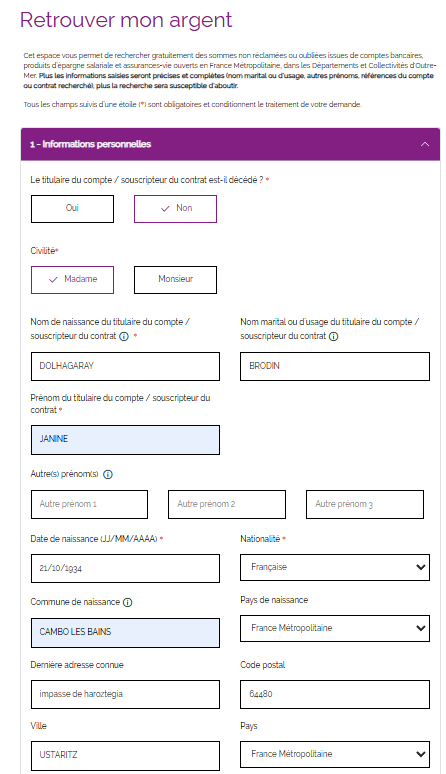 Retrouver mon argent
Cet espace vous permet de rechercher gratuitement des sommes non réclamées ou oubliées issues de comptes bancaires,
produits d'épargne salariale et assurances-vie ouverts en France Métropolitaine, dans les Départements et Collectivités d'Outre-
Mer. Plus les informations saisies seront précises et complètes (nom marital ou d'usage, autres prénoms, références du compte
ou contrat recherché), plus la recherche sera susceptible d'aboutir.
Tous les champs suivis d'une étoile (*) sont obligatoires et conditionnent le traitement de votre demande.
1 - Informations personnelles
Le titulaire du compte / souscripteur du contrat est-il décédé ? *
Oui Non
Civilité*
Madame Monsieur
Nom de naissance du titulaire du compte / Nom marital ou d'usage du titulaire du compte /
souscripteur du contrat * souscripteur du contrat
DOLHAGARAY BRODIN
Prénom du titulaire du compte / souscripteur du
contrat *
JANINE
Autre(s) prénom(s)
Autre prénom 1 Autre prénom 2 Autre prénom 3
Date de naissance (JJ/MM/AAAA) * Nationalité *
21/10/1934 Française
Commune de naissance Pays de naissance
CAMBO LES BAINS France Métropolitaine
Dernière adresse connue Code postal
impasse de haroztegia 64480
Ville Pays
USTARITZ France Métropolitaine